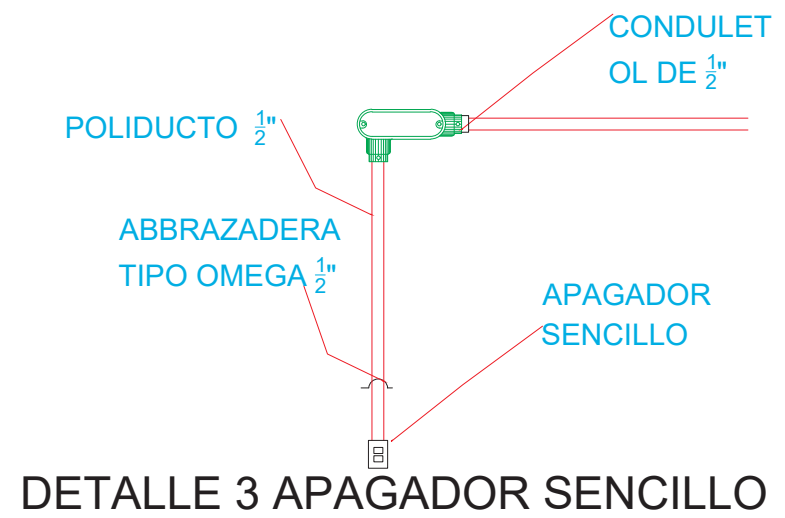 CONDULET
OL DE ½"
POLIDUCTO ½"
ABBRAZADERA
TIPO OMEGA ½"
APAGADOR
SENCILLO
DETALLE 3 APAGADOR SENCILLO